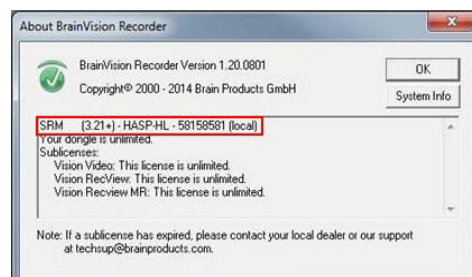 About BrainVision Recorder
BrainVision Recorder Version 1.20.0801
Copyright© 2000 - 2014 Brain Products GmbH
OK
System Info
SRM (3.21+) - HASP-HL - 58158581 (local)
Your dongle is unlimited.
Sublicenses:
Vision Video: This license is unlimited.
Vision RecView: This license is unlimited.
Vision Recview MR: This license is unlimited.
Note: If a sublicense has expired, please contact your local dealer or our support
at techsup@brainproducts.com.